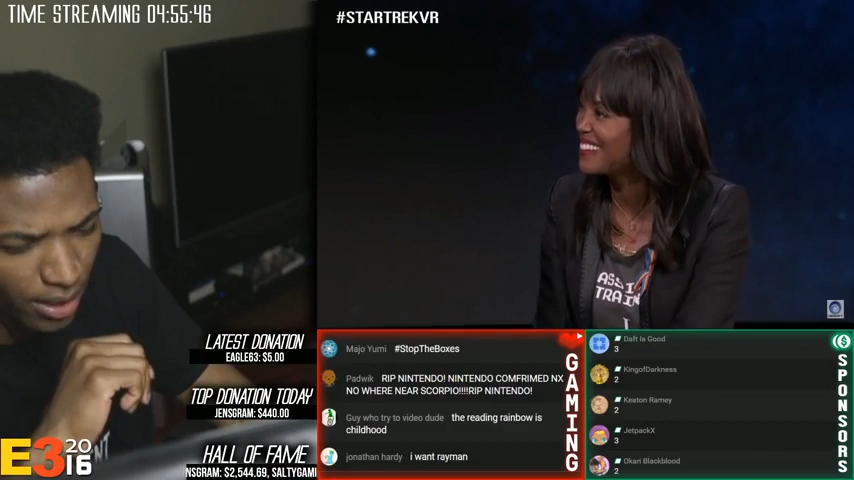 TIME STREAMING 04:55:46
#STARTREKVR
LATEST DONATION
EAGLE63: $5.00
TOP DONATION TODAY
JENSGRAM: $440.00
HALL OF FAME
NSGRAM: $2,544.69, SALTYGAMI
E3 2016
Majo Yumi #StopTheBoxes
Padwik RIP NINTENDO! NINTENDO COMFRIMED NX
NO WHERE NEAR SCORPIO!!!!RIP NINTENDO!
Guy who try to video dude the reading rainbow is
childhood
jonathan hardy i want rayman
GAMING
Daft Is Good
3
KingofDarkness
2
Keaton Ramey
2
JetpackX
3
Okari Blackblood
2
SPONSORS